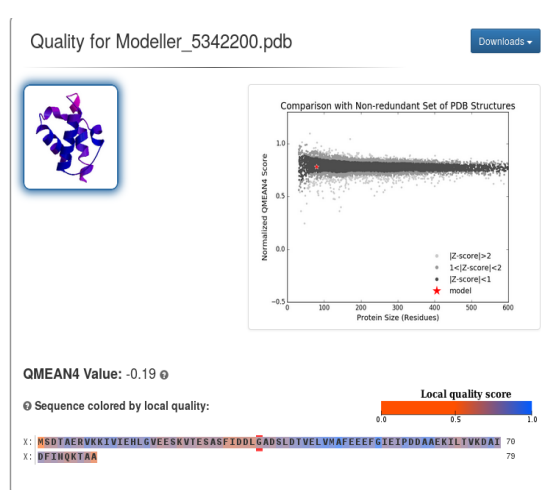 Quality for Modeller_5342200.pdb
Downloads
Comparison with Non-redundant Set of PDB Structures
Normalized QMEAN4 Score
1.0
0.5
0.0
−0.5
|Z-score|>2
1<|Z-score|<2
|Z-score|<1
model
0 100 200 300 400 500 600
Protein Size (Residues)
QMEAN4 Value: -0.19
Local quality score
Sequence colored by local quality:
0.0 0.5 1.0
X: MSDTAERVKKIVIEHLGVEESKVTESASFIDDLGADSLDTVELVMAFEEEFGIEIPDDAAEKILTVKDAI 70
X: DFINQKTAA 79